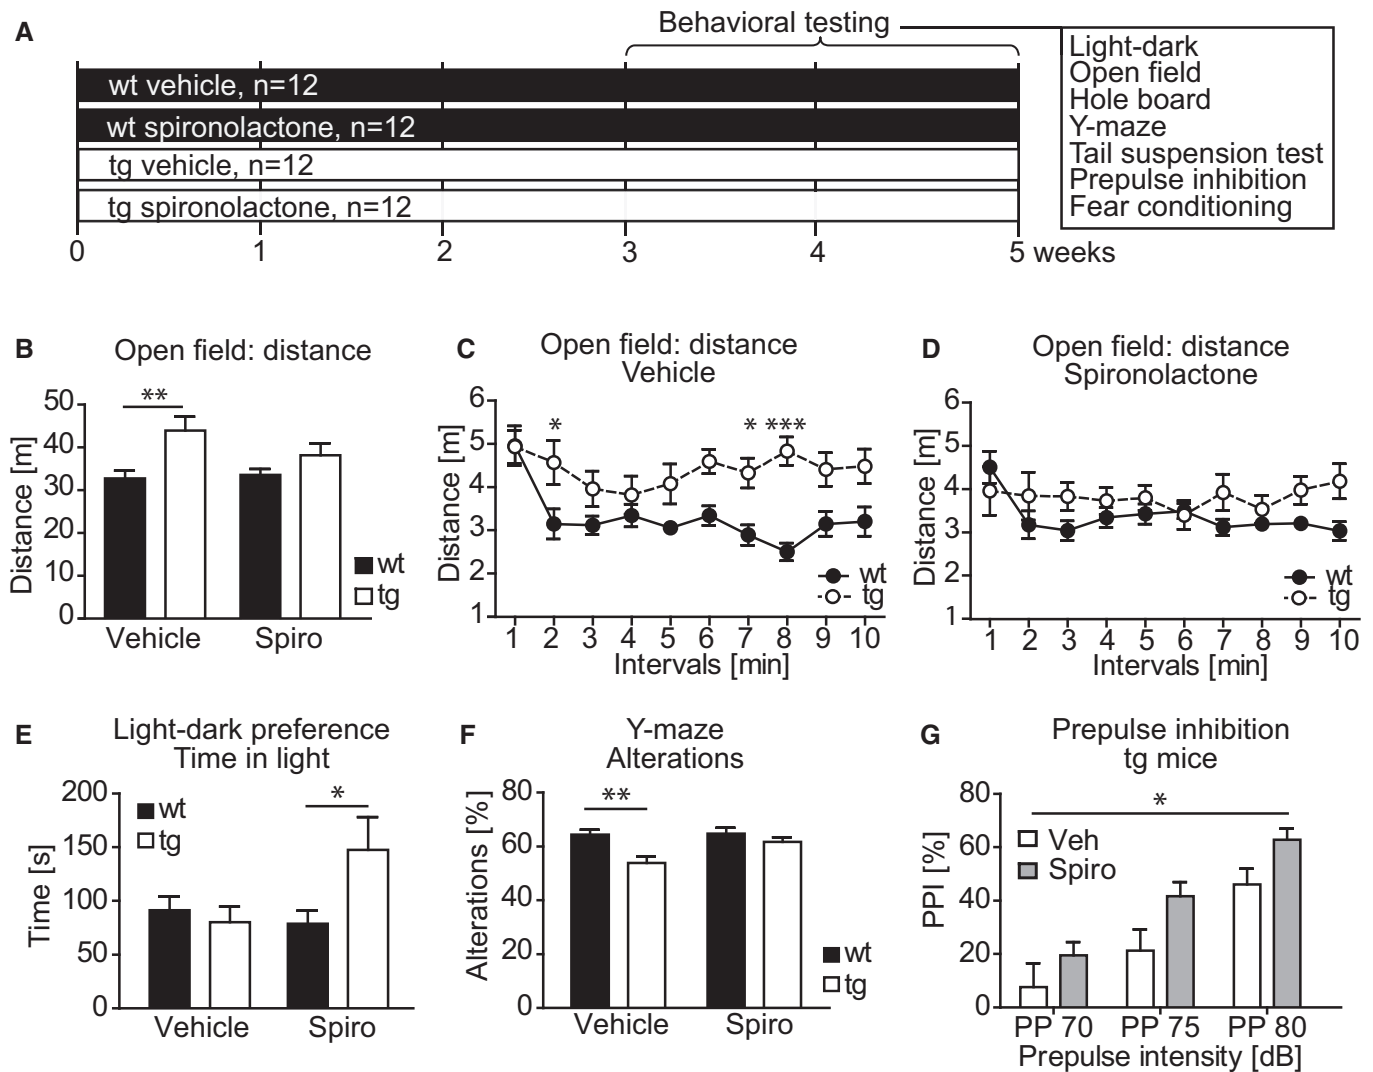 A
Behavioral testing
wt vehicle, n=12
wt spironolactone, n=12
tg vehicle, n=12
tg spironolactone, n=12
0 1 2 3 4 5 weeks
Light-dark
Open field
Hole board
Y-maze
Tail suspension test
Prepulse inhibition
Fear conditioning
B
Open field: distance
Distance [m]
50
40
30
20
10
0
**
wt
tg
Vehicle Spiro
C
Open field: distance
Vehicle
Distance [m]
6
5
4
3
2
1
* * ***
wt
tg
1 2 3 4 5 6 7 8 9 10
Intervals [min]
D
Open field: distance
Spironolactone
Distance [m]
6
5
4
3
2
1
wt
tg
1 2 3 4 5 6 7 8 9 10
Intervals [min]
E
Light-dark preference
Time in light
Time [s]
200
150
100
50
0
wt
tg
*
Vehicle Spiro
F
Y-maze
Alterations
Alterations [%]
80
60
40
20
0
**
wt
tg
Vehicle Spiro
G
Prepulse inhibition
tg mice
PPI [%]
80
60
40
20
0
*
Veh
Spiro
PP 70 PP 75 PP 80
Prepulse intensity [dB]